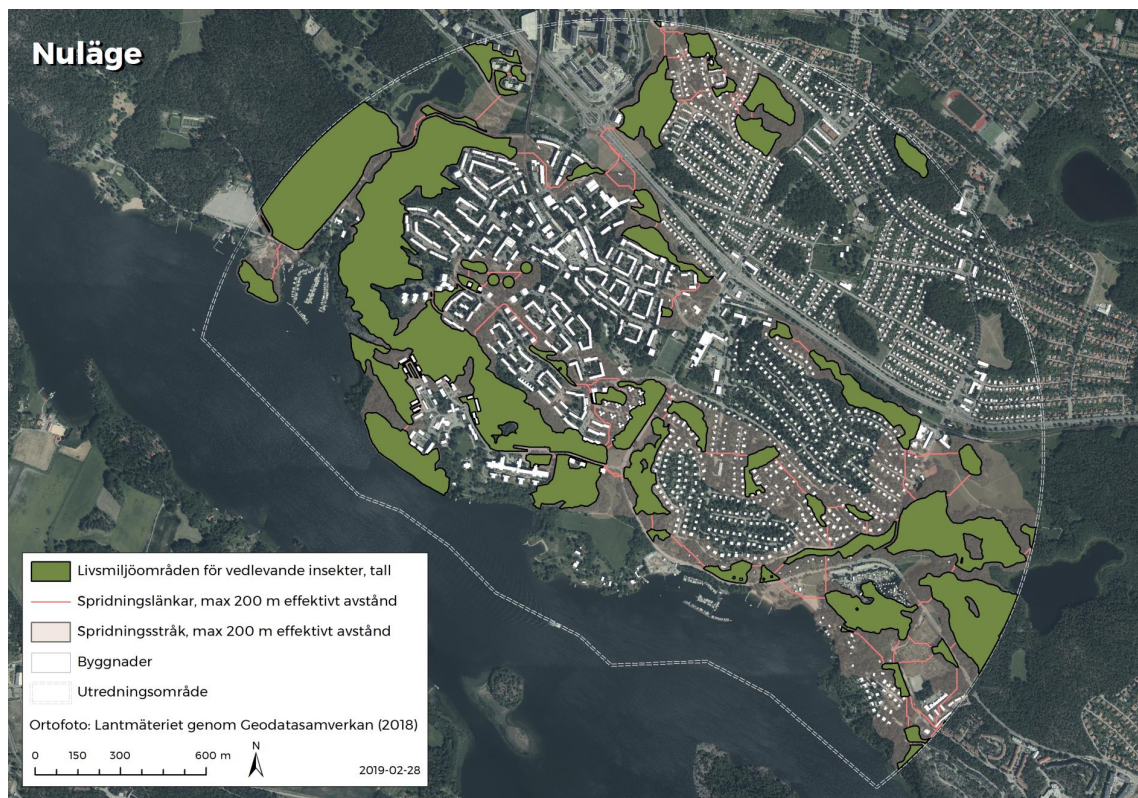 Nuläge
Livsmiljöområden för vedlevande insekter, tall
Spridningslänkar, max 200 m effektivt avstånd
Spridningsstråk, max 200 m effektivt avstånd
Byggnader
Utredningsområde
Ortofoto: Lantmäteriet genom Geodatasamverkan (2018)
0 150 300 600 m
N
2019-02-28